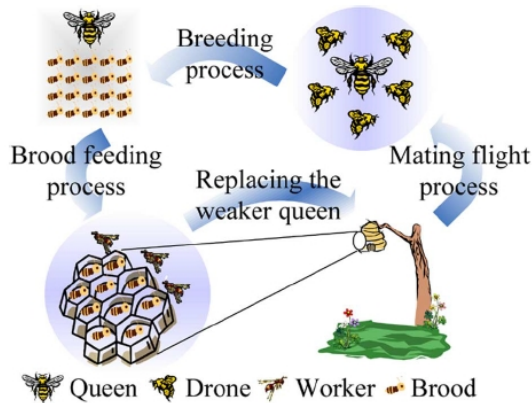 Breeding
process
Brood feeding
process
Replacing the
weaker queen
Mating flight
process
Queen Drone Worker Brood